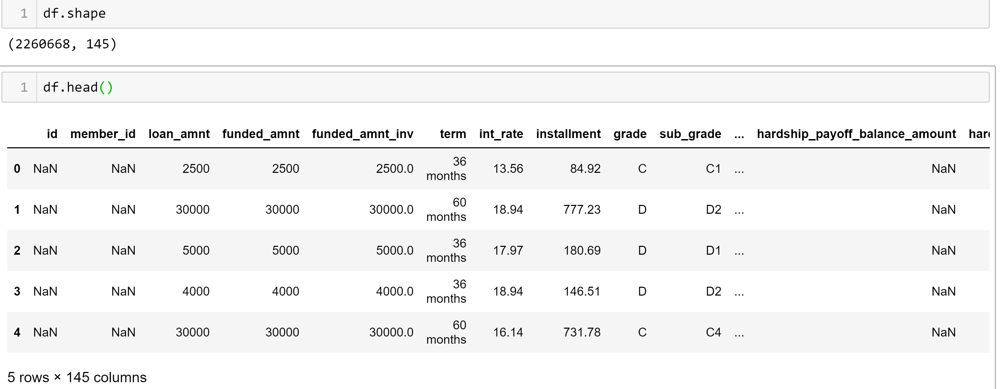 1 df.shape
(2260668, 145)
1 df.head()
id member_id loan_amnt funded_amnt funded_amnt_inv term int_rate installment grade sub_grade ... hardship_payoff_balance_amount
0 NaN NaN 2500 2500 2500.0 36 months 13.56 84.92 C C1 ... NaN
1 NaN NaN 30000 30000 30000.0 60 months 18.94 777.23 D D2 ... NaN
2 NaN NaN 5000 5000 5000.0 36 months 17.97 180.69 D D1 ... NaN
3 NaN NaN 4000 4000 4000.0 36 months 18.94 146.51 D D2 ... NaN
4 NaN NaN 30000 30000 30000.0 60 months 16.14 731.78 C C4 ... NaN
5 rows × 145 columns